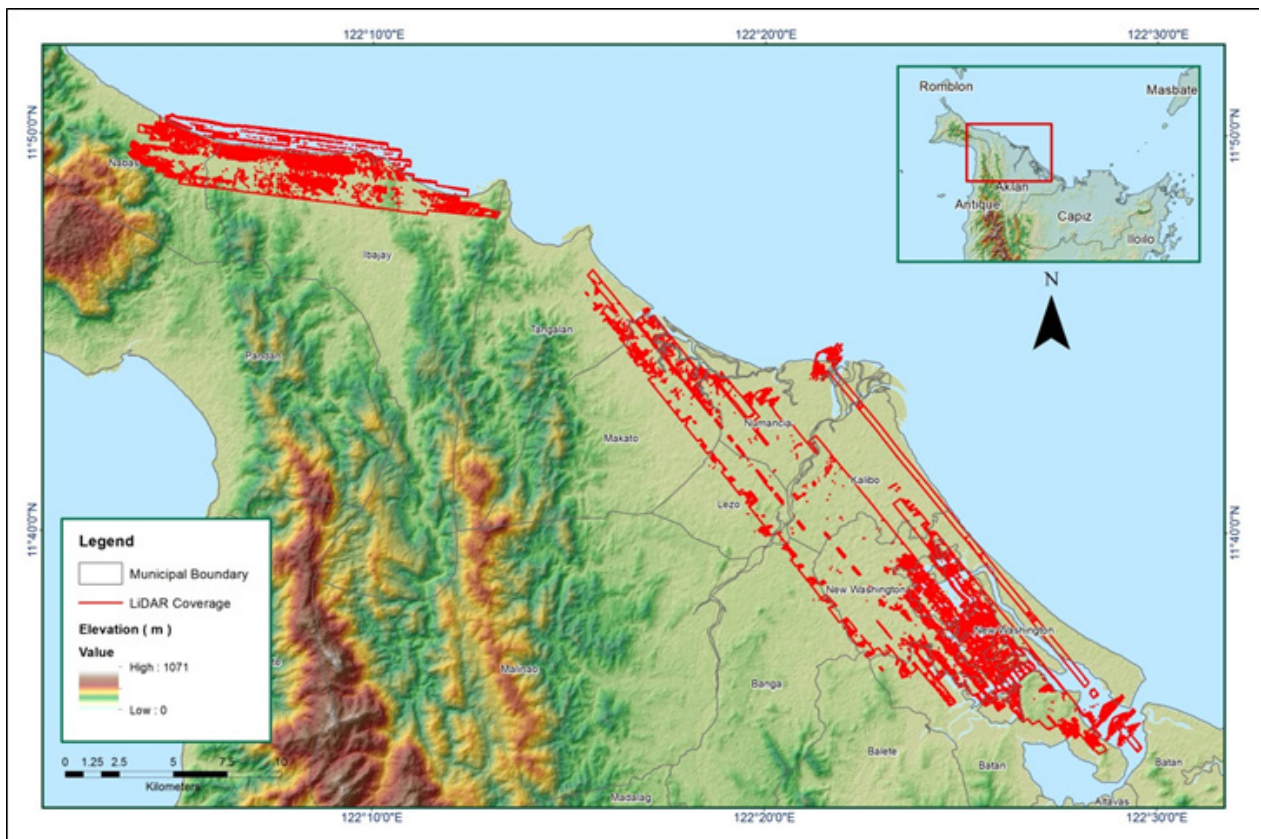 122°10'0"E
122°20'0"E
122°30'0"E
11°50'0"N
11°50'0"N
Romblon
Masbate
Aklan
Antique
Capiz
Iloilo
N
Nabas
Ibajay
Tangalan
Pandan
Numancia
Makato
Kalibo
Lezo
11°40'0"N
11°40'0"N
New Washington
New Washington
Malinao
Banga
Balete
Batan
Batan
Madalag
Altavas
Legend
Municipal Boundary
LiDAR Coverage
Elevation ( m )
Value
High : 1071
Low : 0
0 1.25 2.5 5 7.5 10
Kilometers
122°10'0"E
122°20'0"E
122°30'0"E